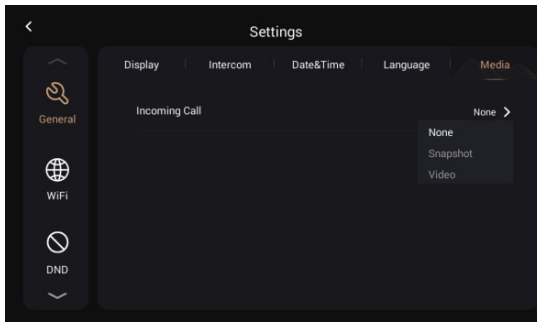 Settings
Display Intercom Date&Time Language Media
General
Incoming Call None
None
Snapshot
Video
WiFi
DND